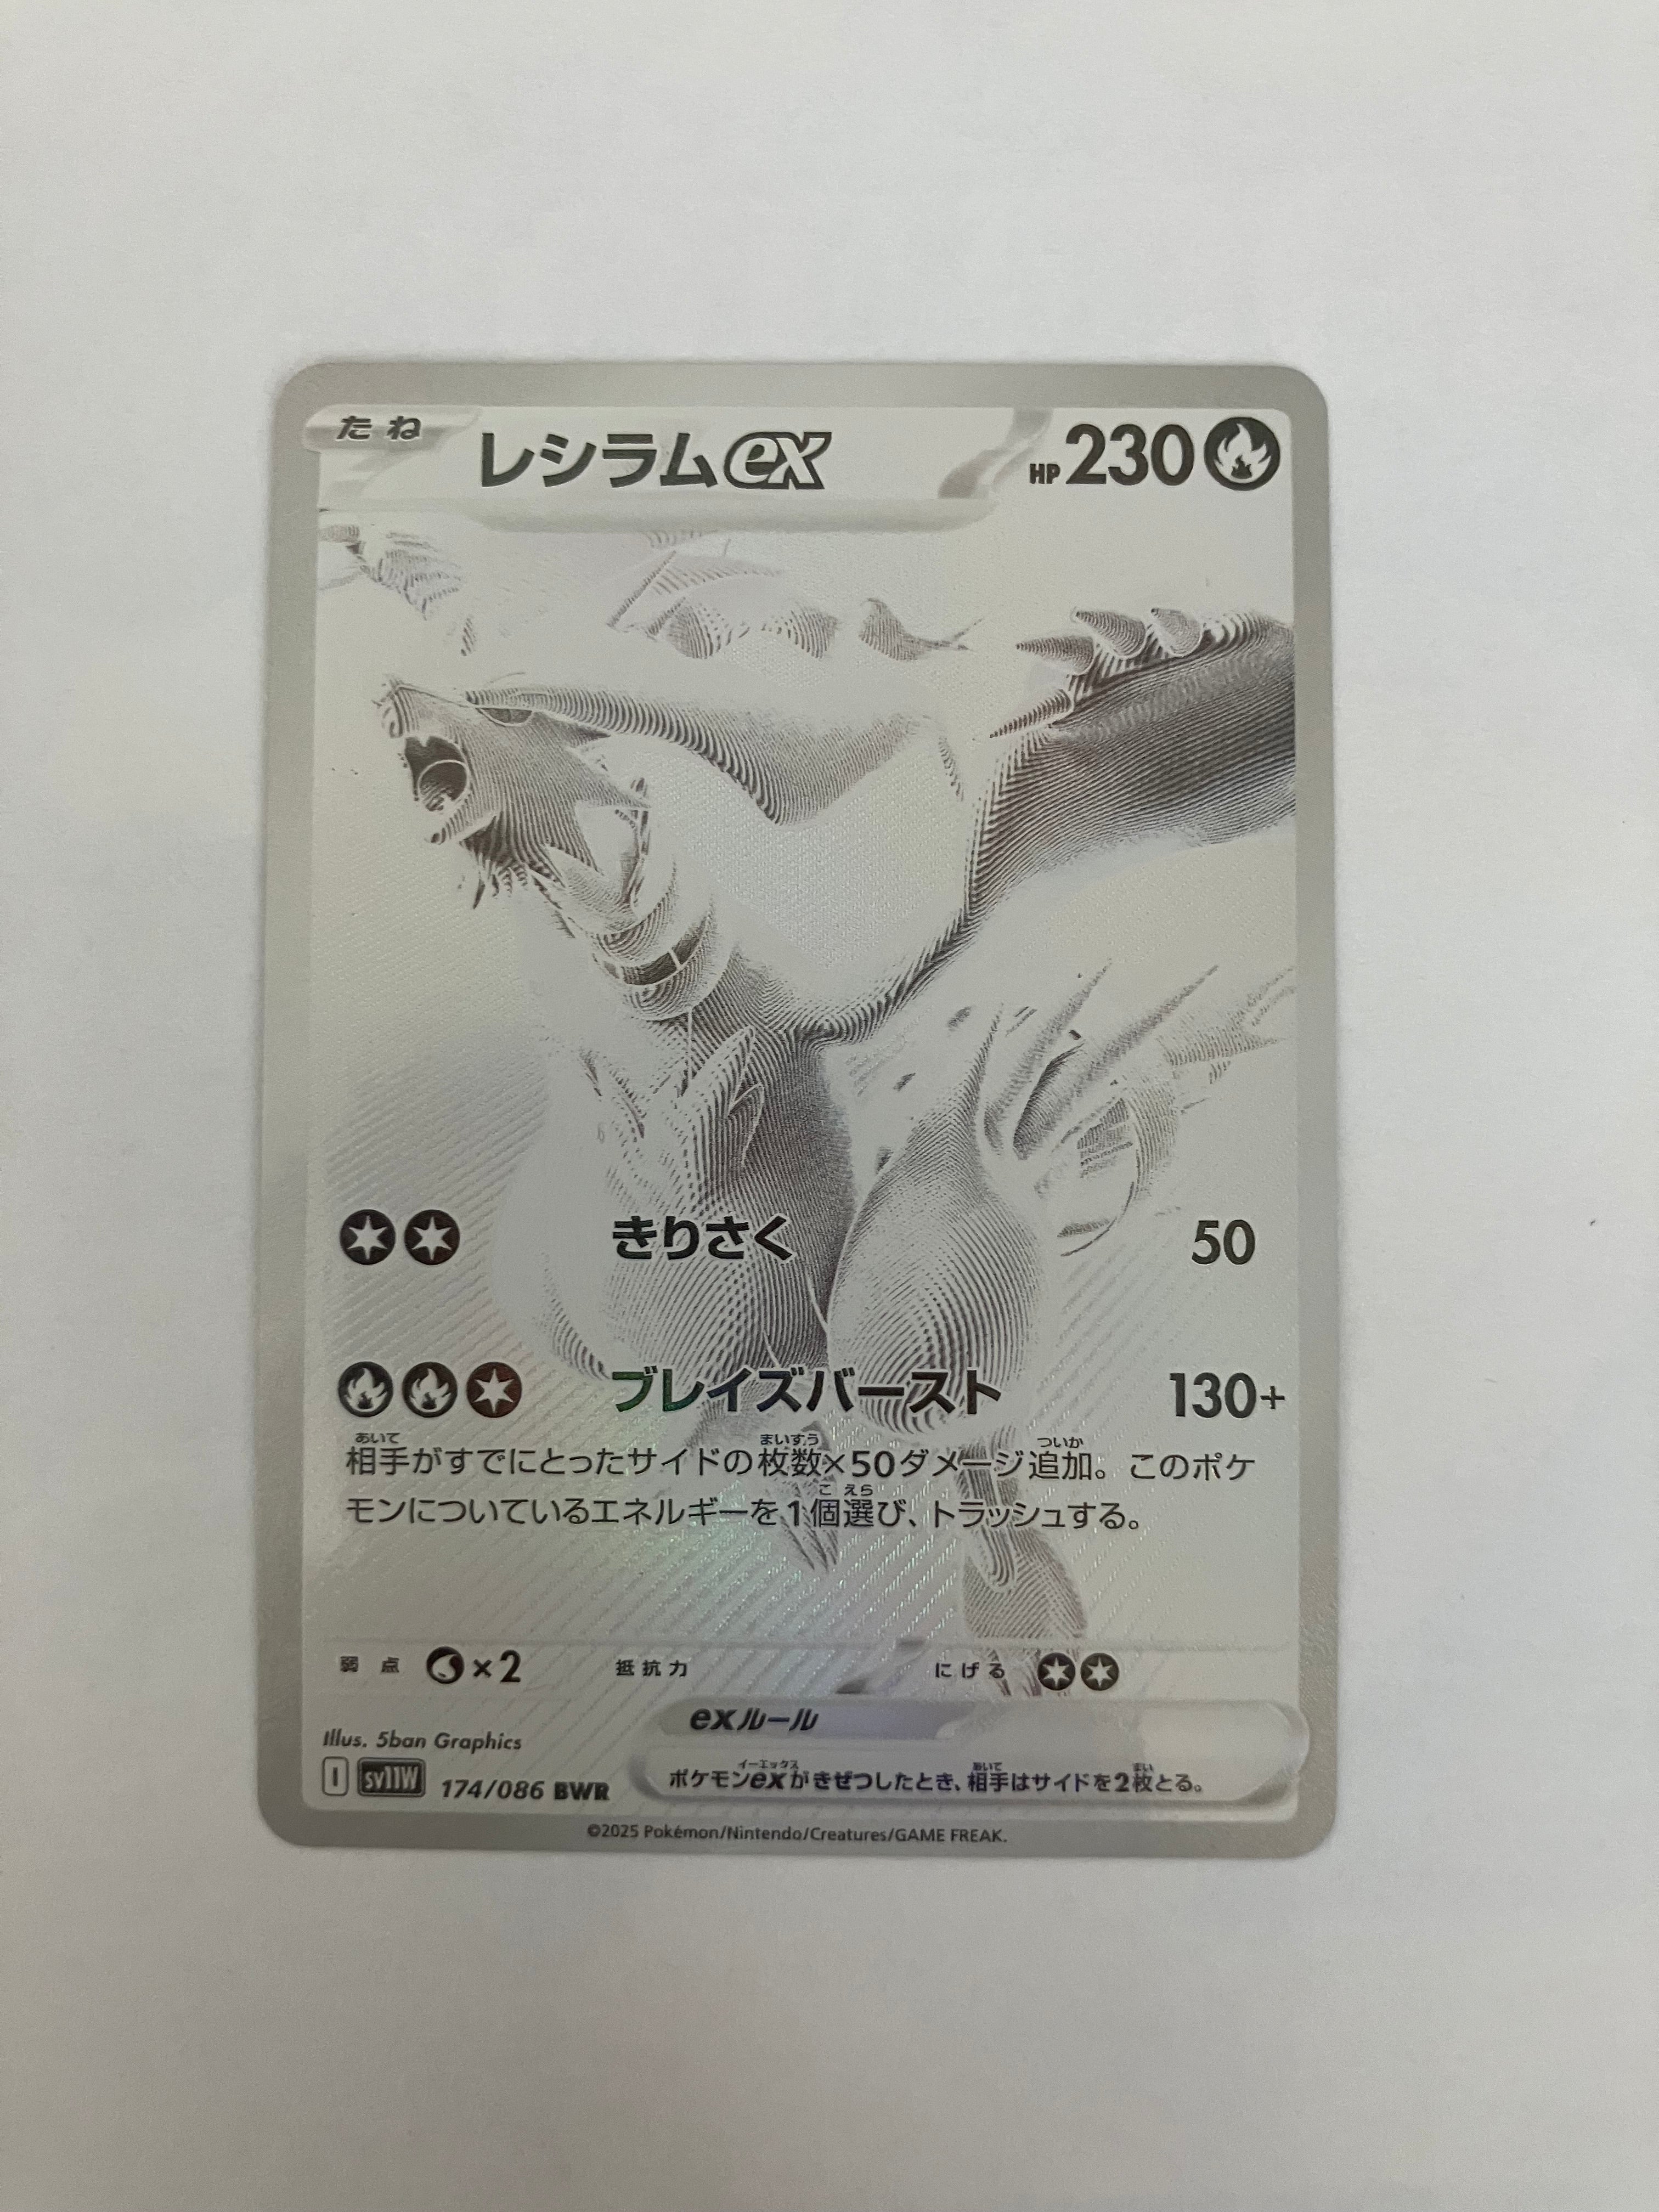 たね レシラムex HP230
きりさく 50
ブレイズバースト 130+
あいて まいすう ついか
相手がすでにとったサイドの枚数×50ダメージ追加。このポケ
こ えら
モンについているエネルギーを1個選び、トラッシュする。
弱点 ×2 抵抗力 にげる
exルール
イーエックス あいて まい
ポケモンexがきぜつしたとき、相手はサイドを2枚とる。
Illus. 5ban Graphics
I sv11W 174/086 BWR
©2025 Pokémon/Nintendo/Creatures/GAME FREAK.